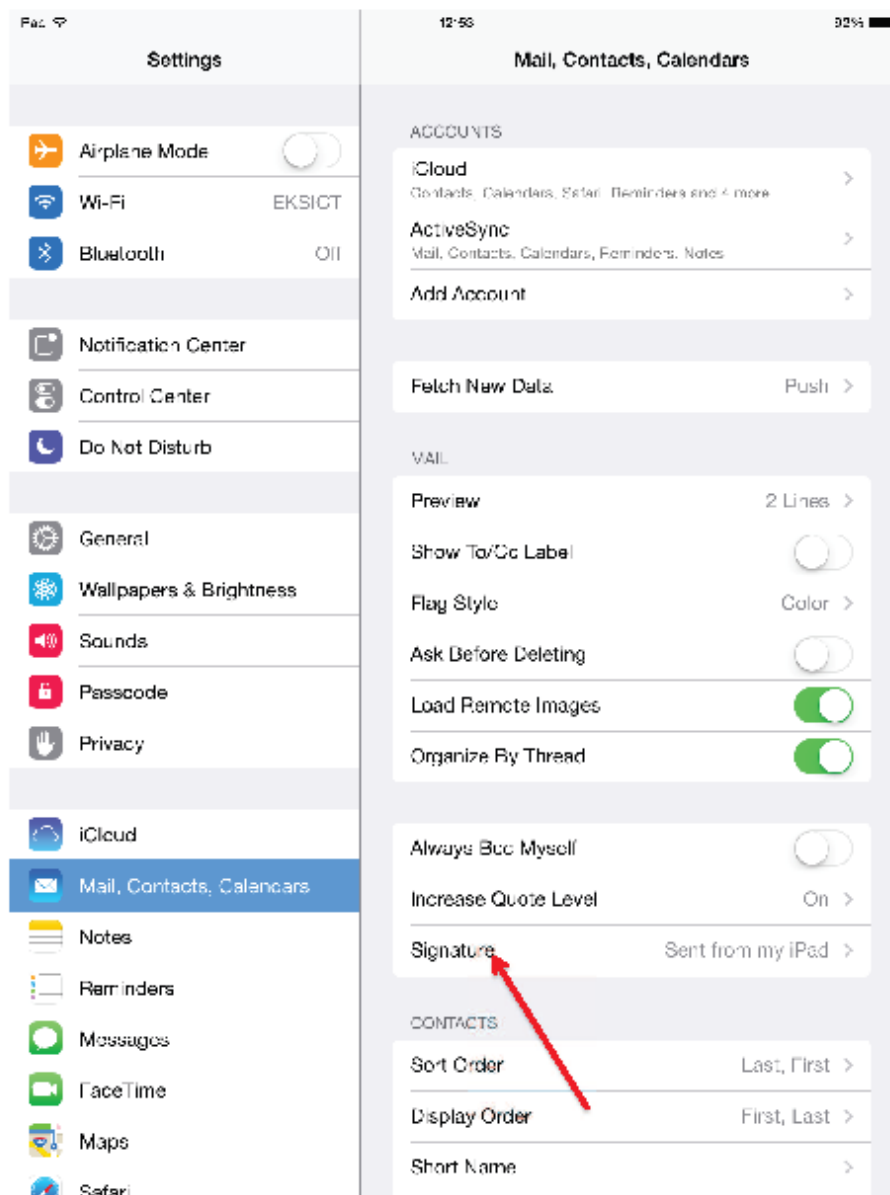 iPad 12:53 92%
Settings
Airplane Mode
Wi-Fi EKSIGT
Bluetooth Off
Notification Center
Control Center
Do Not Disturb
General
Wallpapers & Brightness
Sounds
Passcode
Privacy
iCloud
Mail, Contacts, Calendars
Notes
Reminders
Messages
FaceTime
Maps
Safari
Mail, Contacts, Calendars
ACCOUNTS
iCloud
Contacts, Calendars, Safari, Reminders and 4 more
ActiveSync
Mail, Contacts, Calendars, Reminders, Notes
Add Account
Fetch New Data Push
MAIL
Preview 2 Lines
Show To/Cc Label
Flag Style Color
Ask Before Deleting
Load Remote Images
Organize By Thread
Always Bcc Myself
Increase Quote Level On
Signature Sent from my iPad
CONTACTS
Sort Order Last, First
Display Order First, Last
Short Name